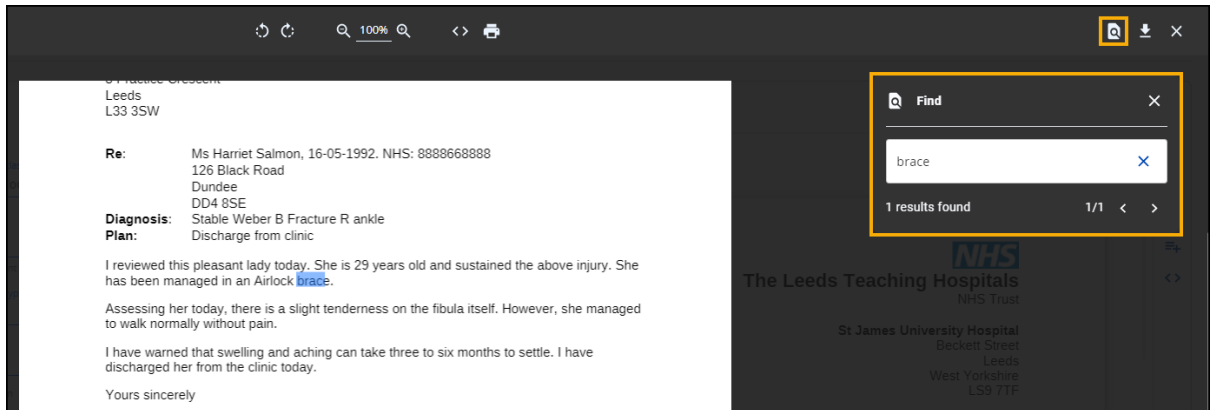 100%
Find
brace
1 results found
1/1
Leeds
L33 3SW
Re: Ms Harriet Salmon, 16-05-1992. NHS: 8888668888
126 Black Road
Dundee
DD4 8SE
Diagnosis: Stable Weber B Fracture R ankle
Plan: Discharge from clinic
I reviewed this pleasant lady today. She is 29 years old and sustained the above injury. She
has been managed in an Airlock brace.
Assessing her today, there is a slight tenderness on the fibula itself. However, she managed
to walk normally without pain.
I have warned that swelling and aching can take three to six months to settle. I have
discharged her from the clinic today.
Yours sincerely
NHS
The Leeds Teaching Hospitals
NHS Trust
St James University Hospital
Beckett Street
Leeds
West Yorkshire
LS9 7TF